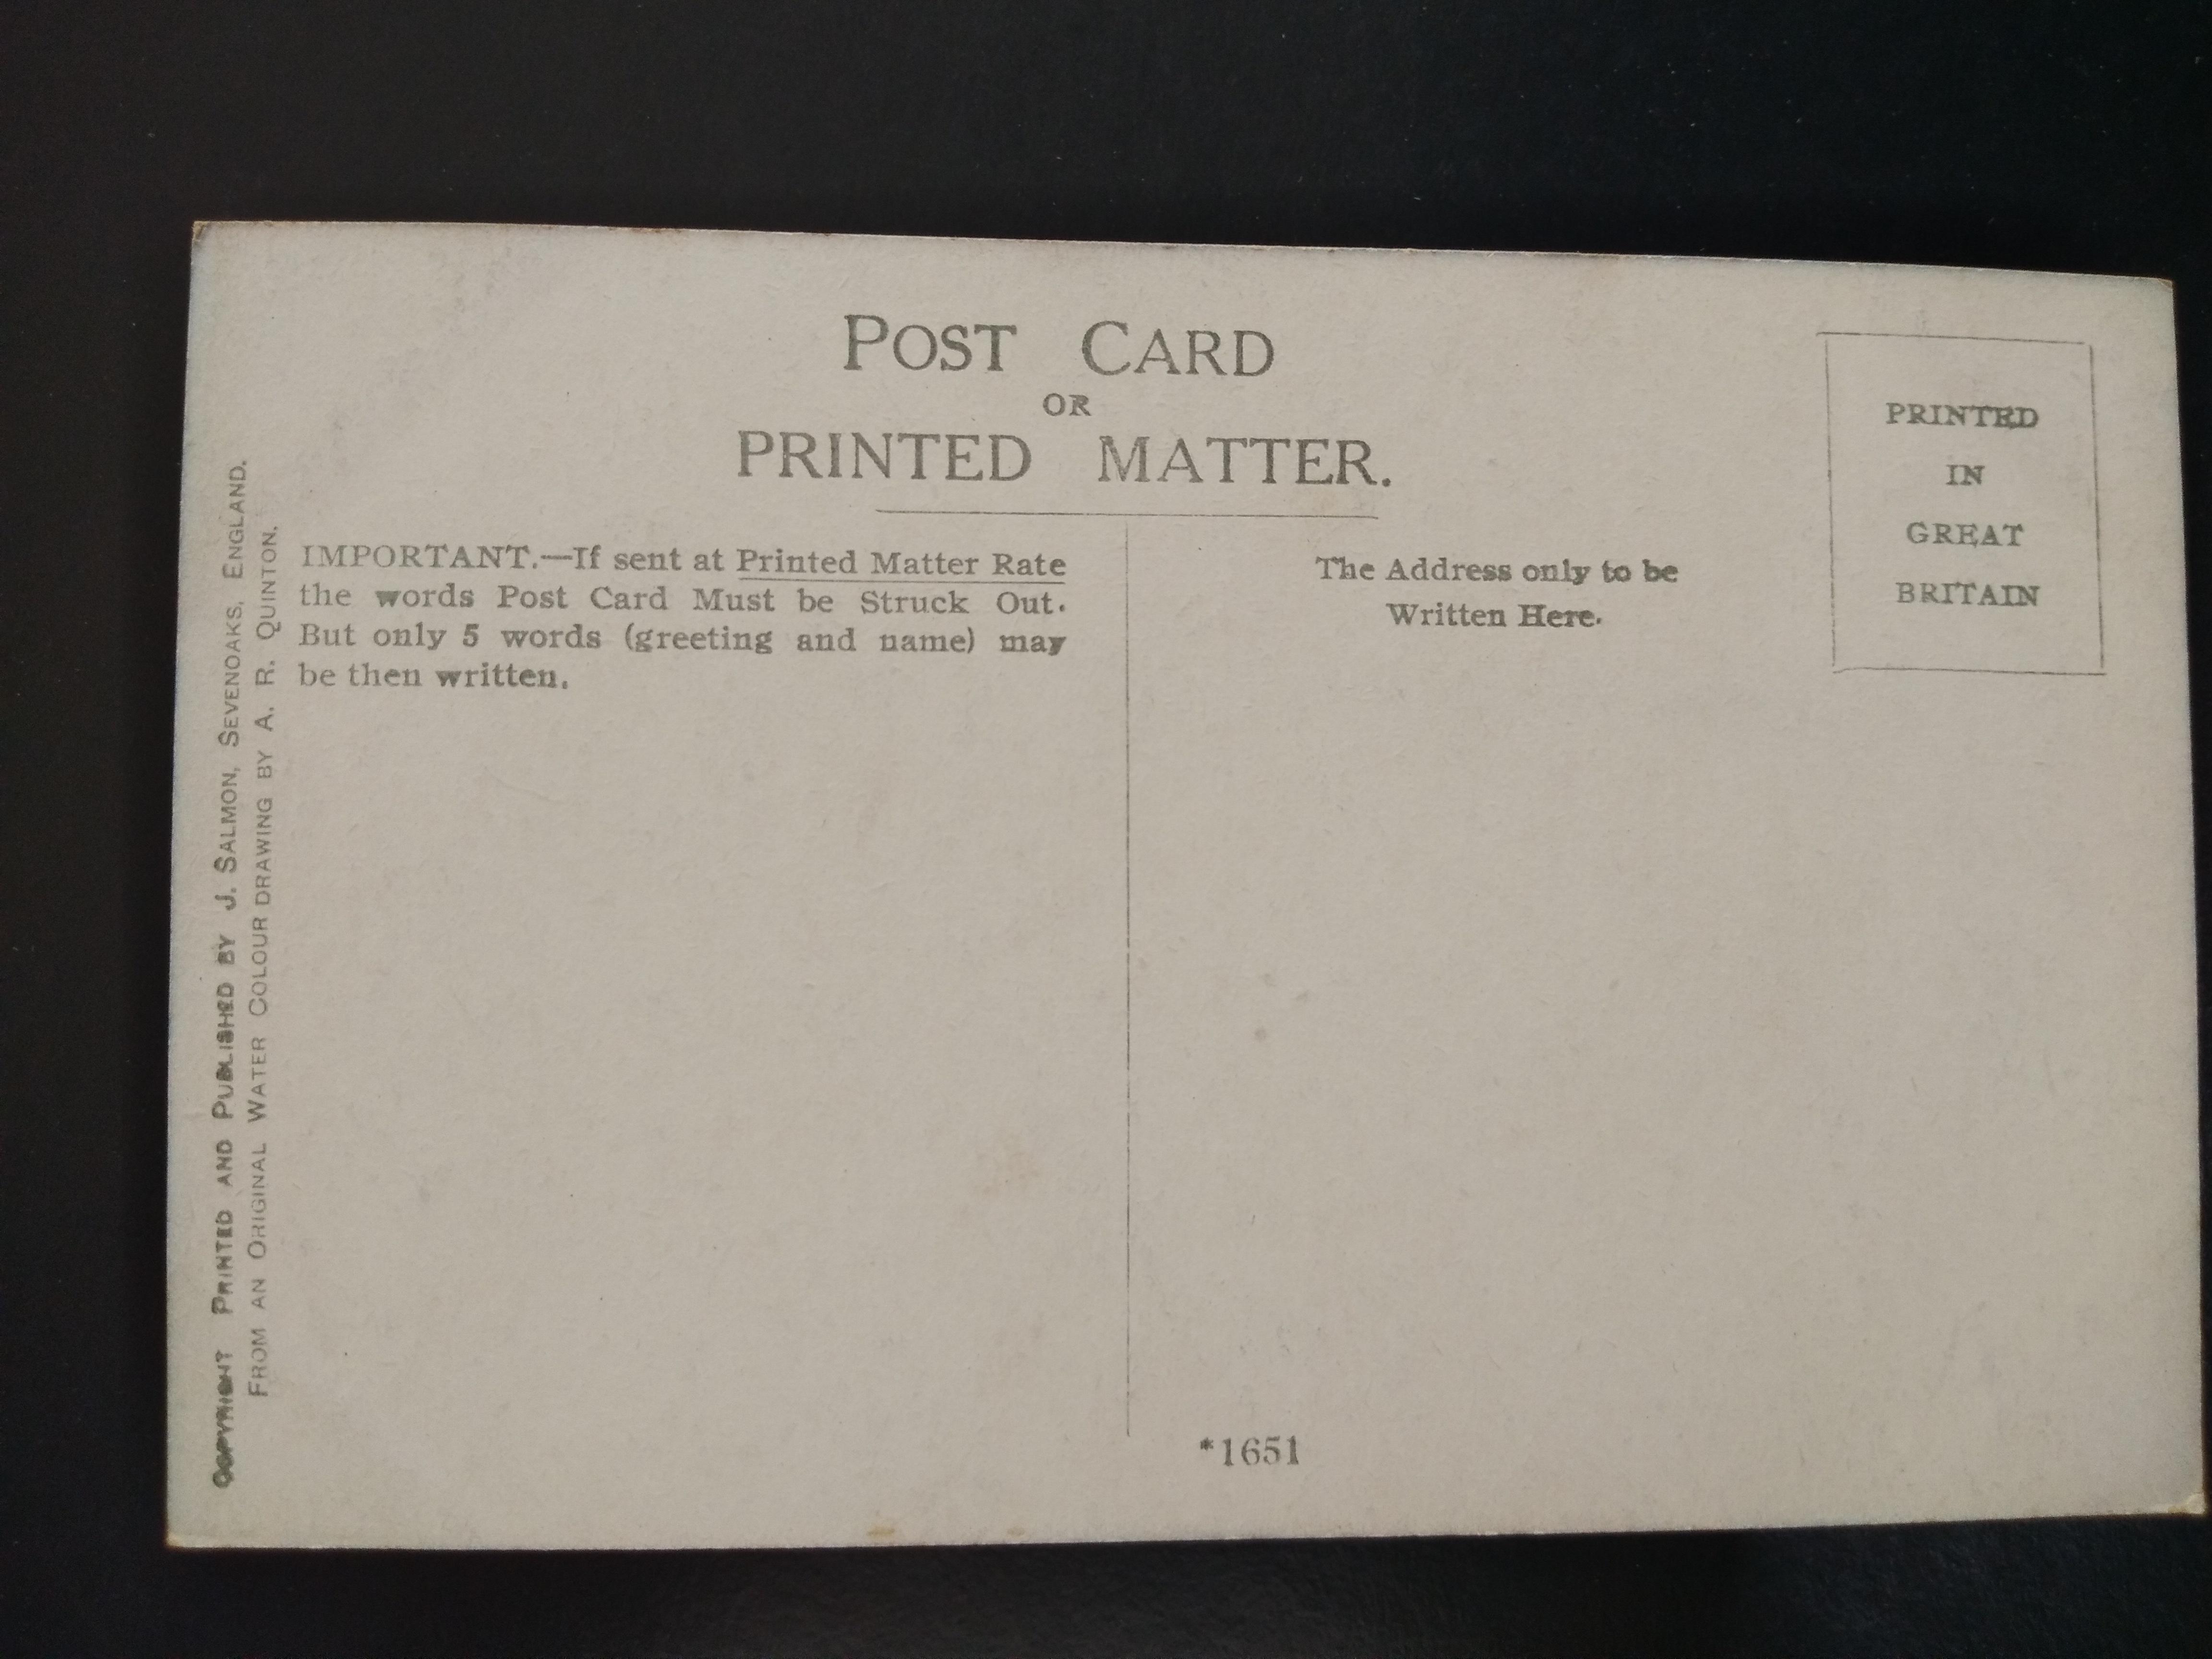 POST CARD
OR
PRINTED MATTER.
IMPORTANT.—If sent at Printed Matter Rate
the words Post Card Must be Struck Out.
But only 5 words (greeting and name) may
be then written.
The Address only to be
Written Here.
PRINTED
IN
GREAT
BRITAIN
COPYRIGHT PRINTED AND PUBLISHED BY J. SALMON, SEVENOAKS, ENGLAND.
FROM AN ORIGINAL WATER COLOUR DRAWING BY A. R. QUINTON.
*1651